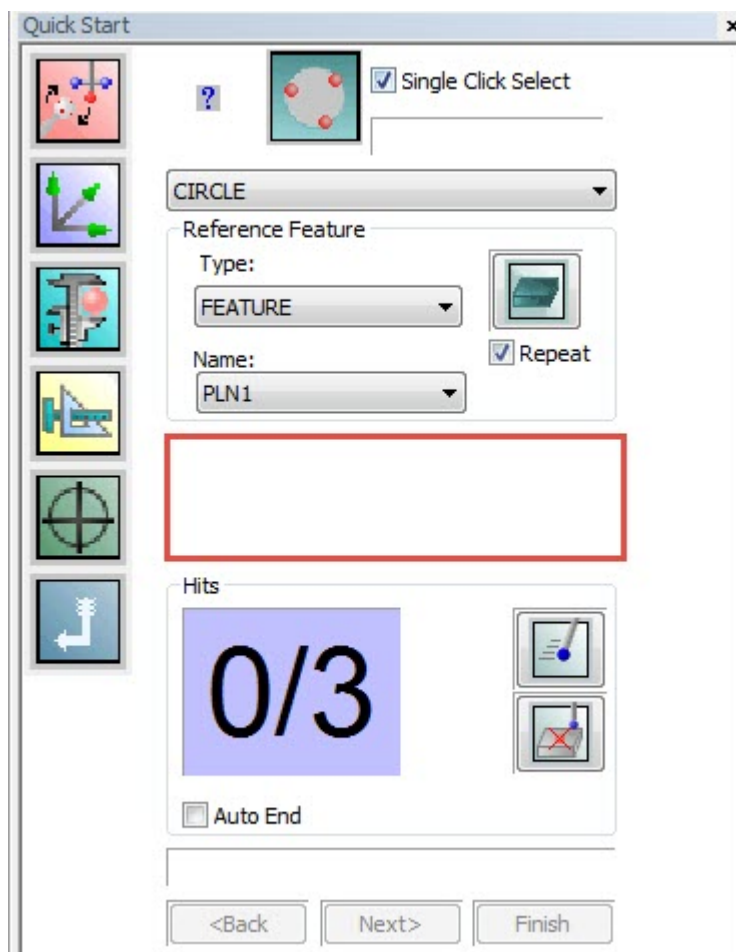 Quick Start
x
?
Single Click Select
CIRCLE
Reference Feature
Type:
FEATURE
Repeat
Name:
PLN1
Hits
0/3
Auto End
<Back Next> Finish